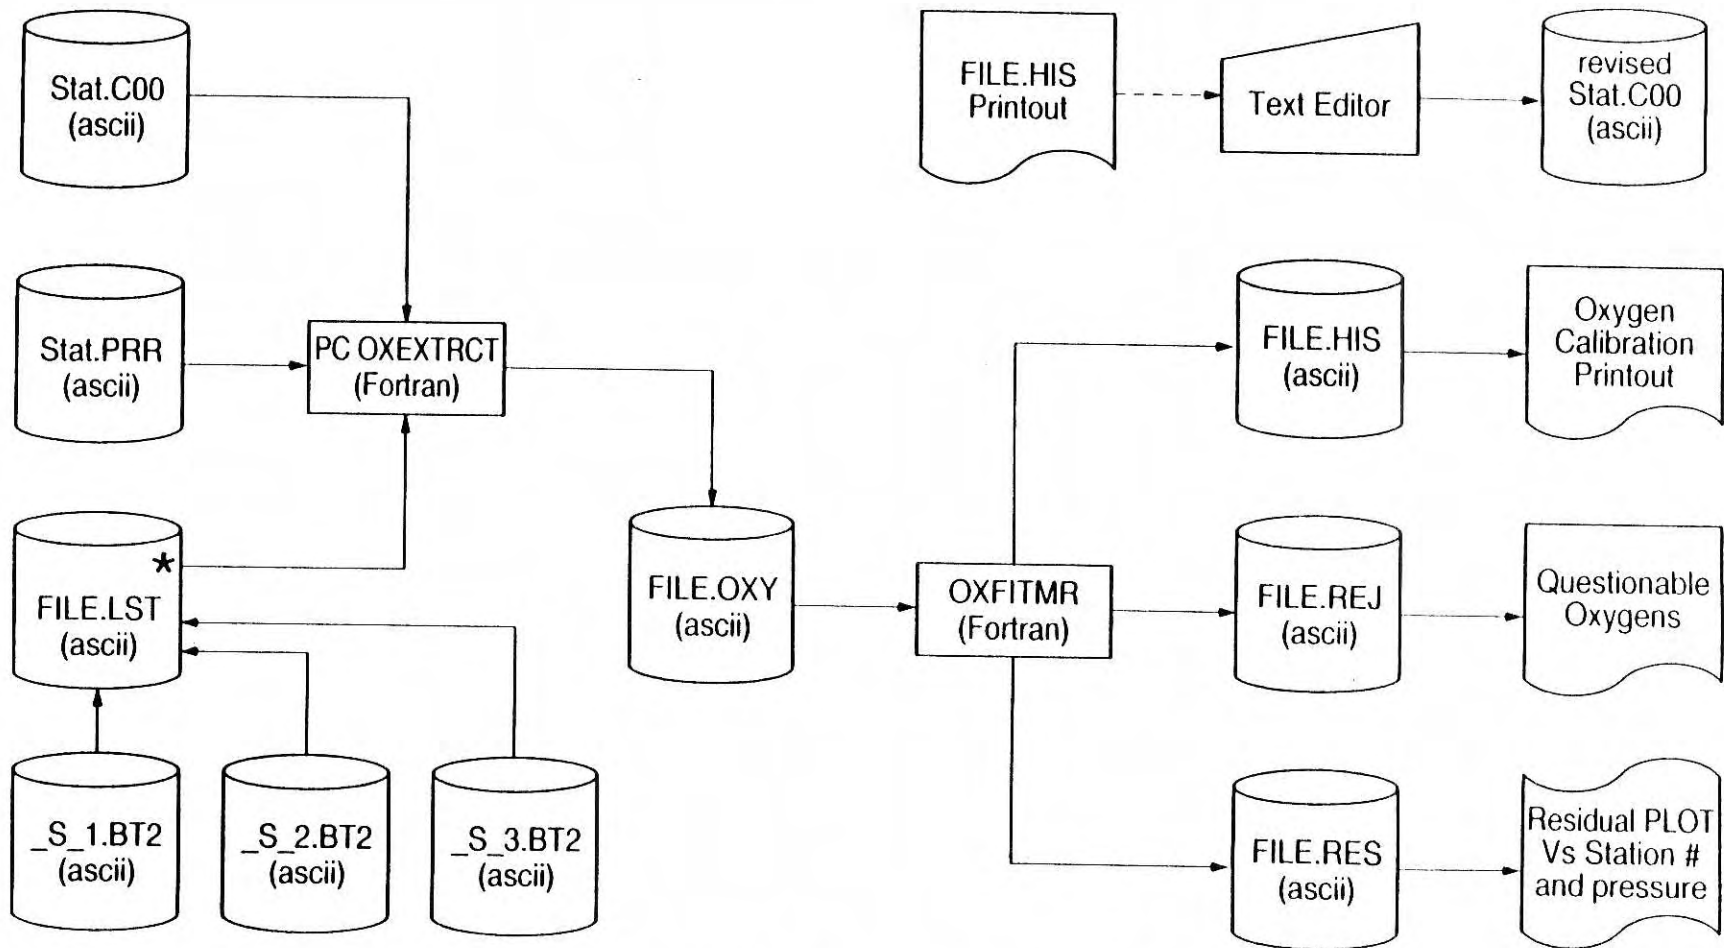 Stat.C00
(ascii)
FILE.HIS
Printout
Text Editor
revised
Stat.C00
(ascii)
Stat.PRR
(ascii)
PC OXEXTRCT
(Fortran)
FILE.HIS
(ascii)
Oxygen
Calibration
Printout
*
FILE.LST
(ascii)
FILE.OXY
(ascii)
OXFITMR
(Fortran)
FILE.REJ
(ascii)
Questionable
Oxygens
_S_1.BT2
(ascii)
_S_2.BT2
(ascii)
_S_3.BT2
(ascii)
FILE.RES
(ascii)
Residual PLOT
Vs Station #
and pressure